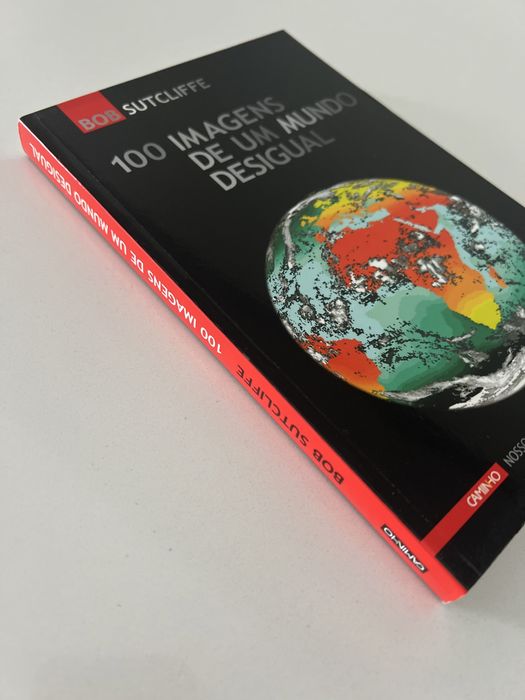 BOB SUTCLIFFE
100 IMAGENS
DE UM MUNDO
DESIGUAL
CAMINHO
100 IMAGENS DE UM MUNDO DESIGUAL
BOB SUTCLIFFE
CAMINHO